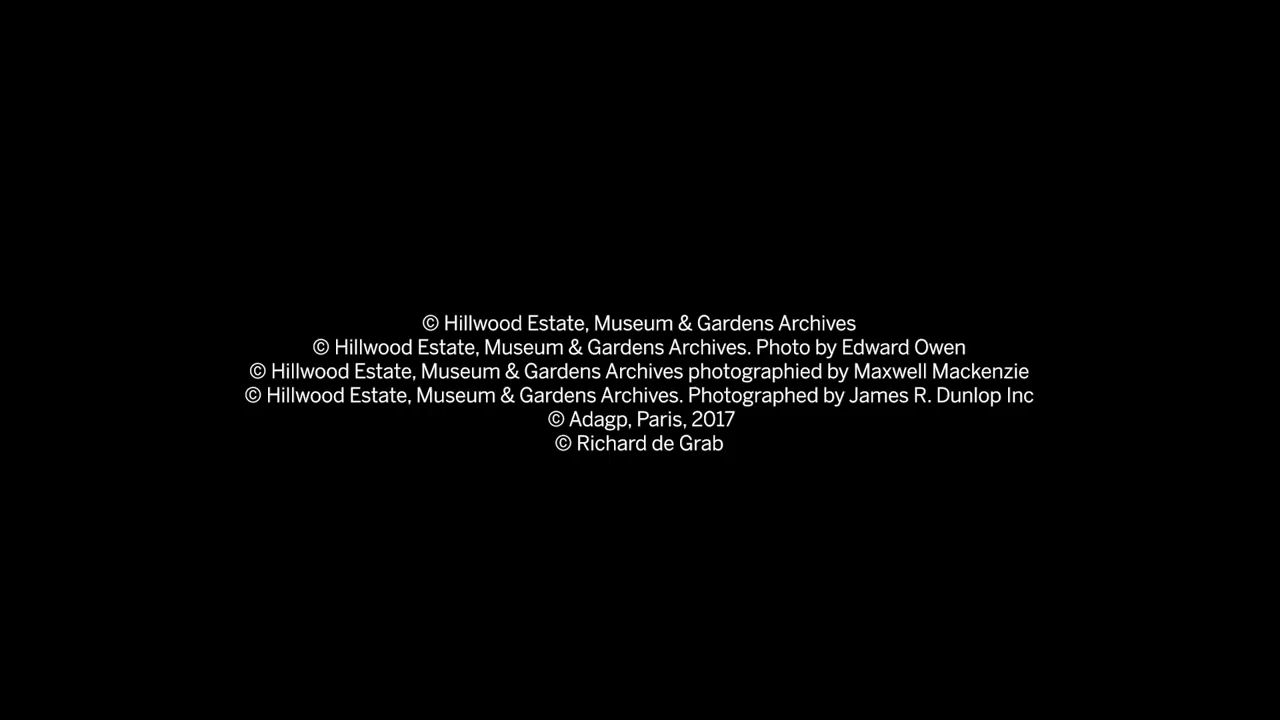 © Hillwood Estate, Museum & Gardens Archives
© Hillwood Estate, Museum & Gardens Archives. Photo by Edward Owen
© Hillwood Estate, Museum & Gardens Archives photographied by Maxwell Mackenzie
© Hillwood Estate, Museum & Gardens Archives. Photographed by James R. Dunlop Inc
© Adagp, Paris, 2017
© Richard de Grab